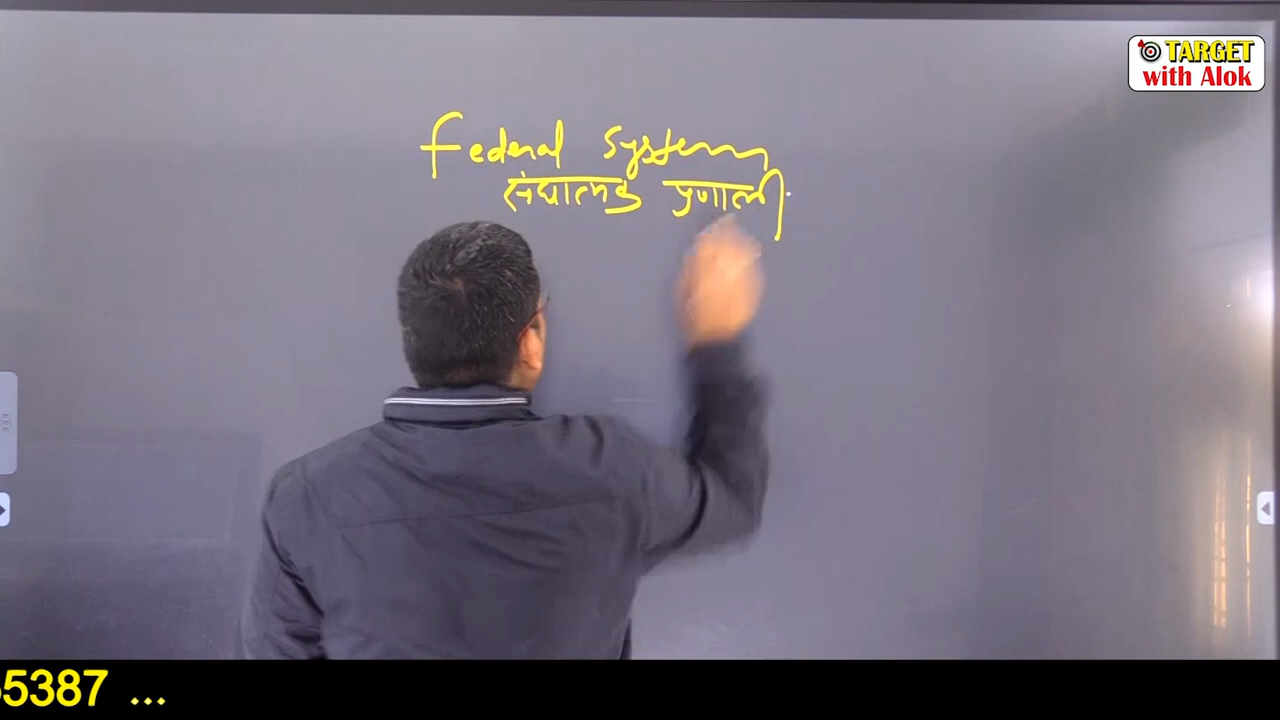 TARGET
with Alok
Federal System
संघात्मक प्रणाली
5387 ...